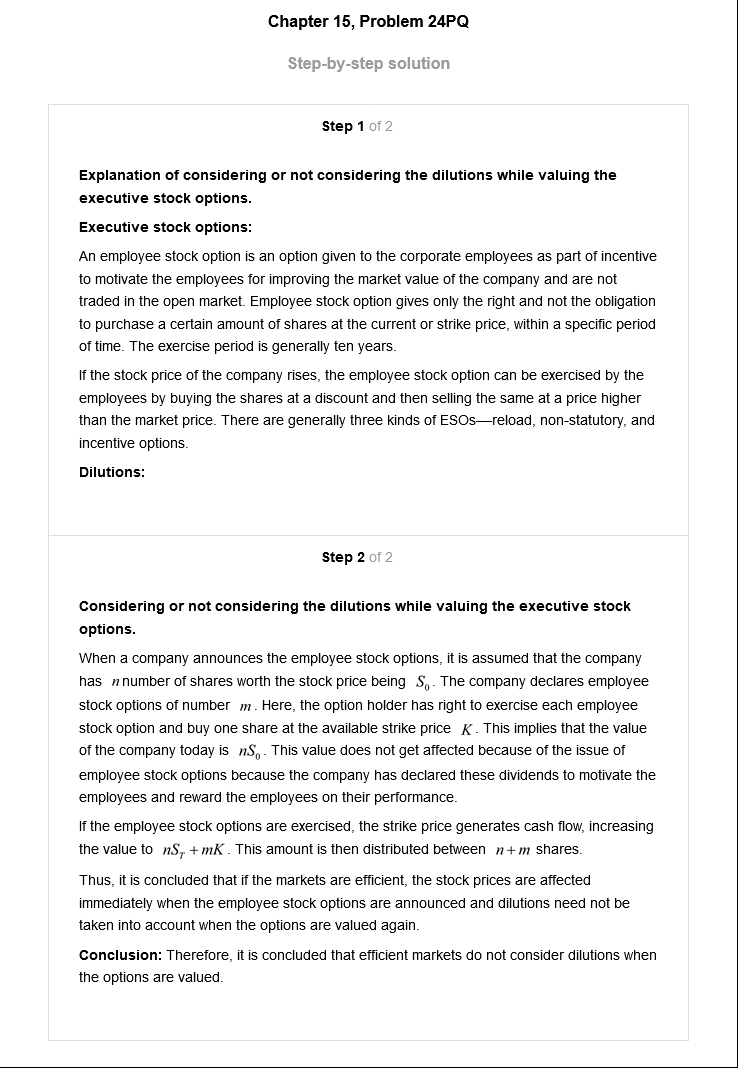 Chapter 15, Problem 24PQ
Step-by-step solution
Step 1 of 2
Explanation of considering or not considering the dilutions while valuing the
executive stock options.
Executive stock options:
An employee stock option is an option given to the corporate employees as part of incentive
to motivate the employees for improving the market value of the company and are not
traded in the open market. Employee stock option gives only the right and not the obligation
to purchase a certain amount of shares at the current or strike price, within a specific period
of time. The exercise period is generally ten years.
If the stock price of the company rises, the employee stock option can be exercised by the
employees by buying the shares at a discount and then selling the same at a price higher
than the market price. There are generally three kinds of ESOs—reload, non-statutory, and
incentive options.
Dilutions:
Step 2 of 2
Considering or not considering the dilutions while valuing the executive stock
options.
When a company announces the employee stock options, it is assumed that the company
has n number of shares worth the stock price being S₀. The company declares employee
stock options of number m. Here, the option holder has right to exercise each employee
stock option and buy one share at the available strike price K. This implies that the value
of the company today is nS₀. This value does not get affected because of the issue of
employee stock options because the company has declared these dividends to motivate the
employees and reward the employees on their performance.
If the employee stock options are exercised, the strike price generates cash flow, increasing
the value to nS_T + mK. This amount is then distributed between n + m shares.
Thus, it is concluded that if the markets are efficient, the stock prices are affected
immediately when the employee stock options are announced and dilutions need not be
taken into account when the options are valued again.
Conclusion: Therefore, it is concluded that efficient markets do not consider dilutions when
the options are valued.